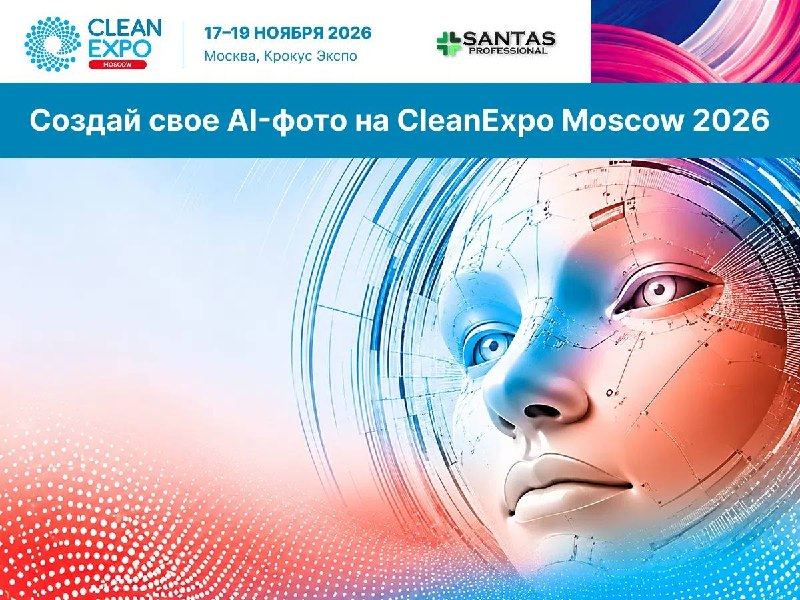 CLEAN
EXPO
MOSCOW
17–19 НОЯБРЯ 2026
Москва, Крокус Экспо
SANTAS
PROFESSIONAL
Создай свое AI-фото на CleanExpo Moscow 2026